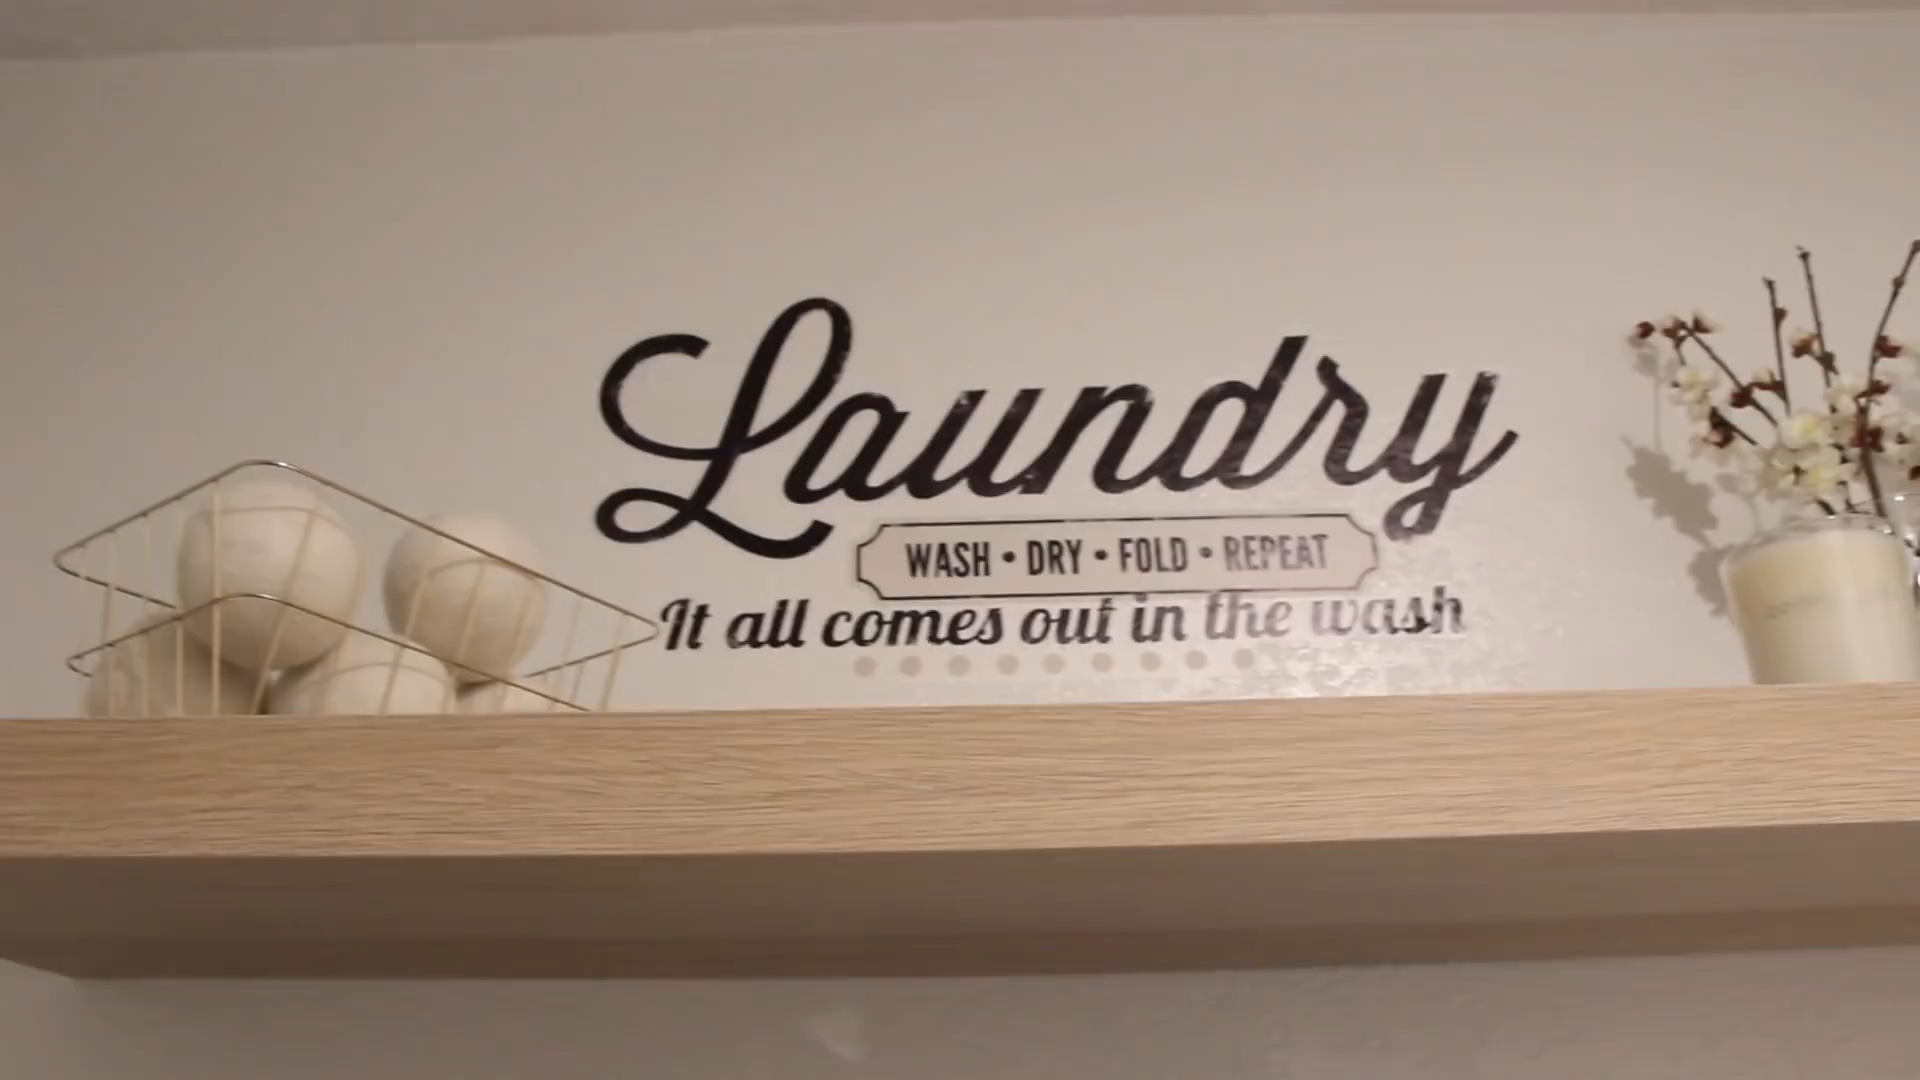 Laundry
WASH • DRY • FOLD • REPEAT
It all comes out in the wash